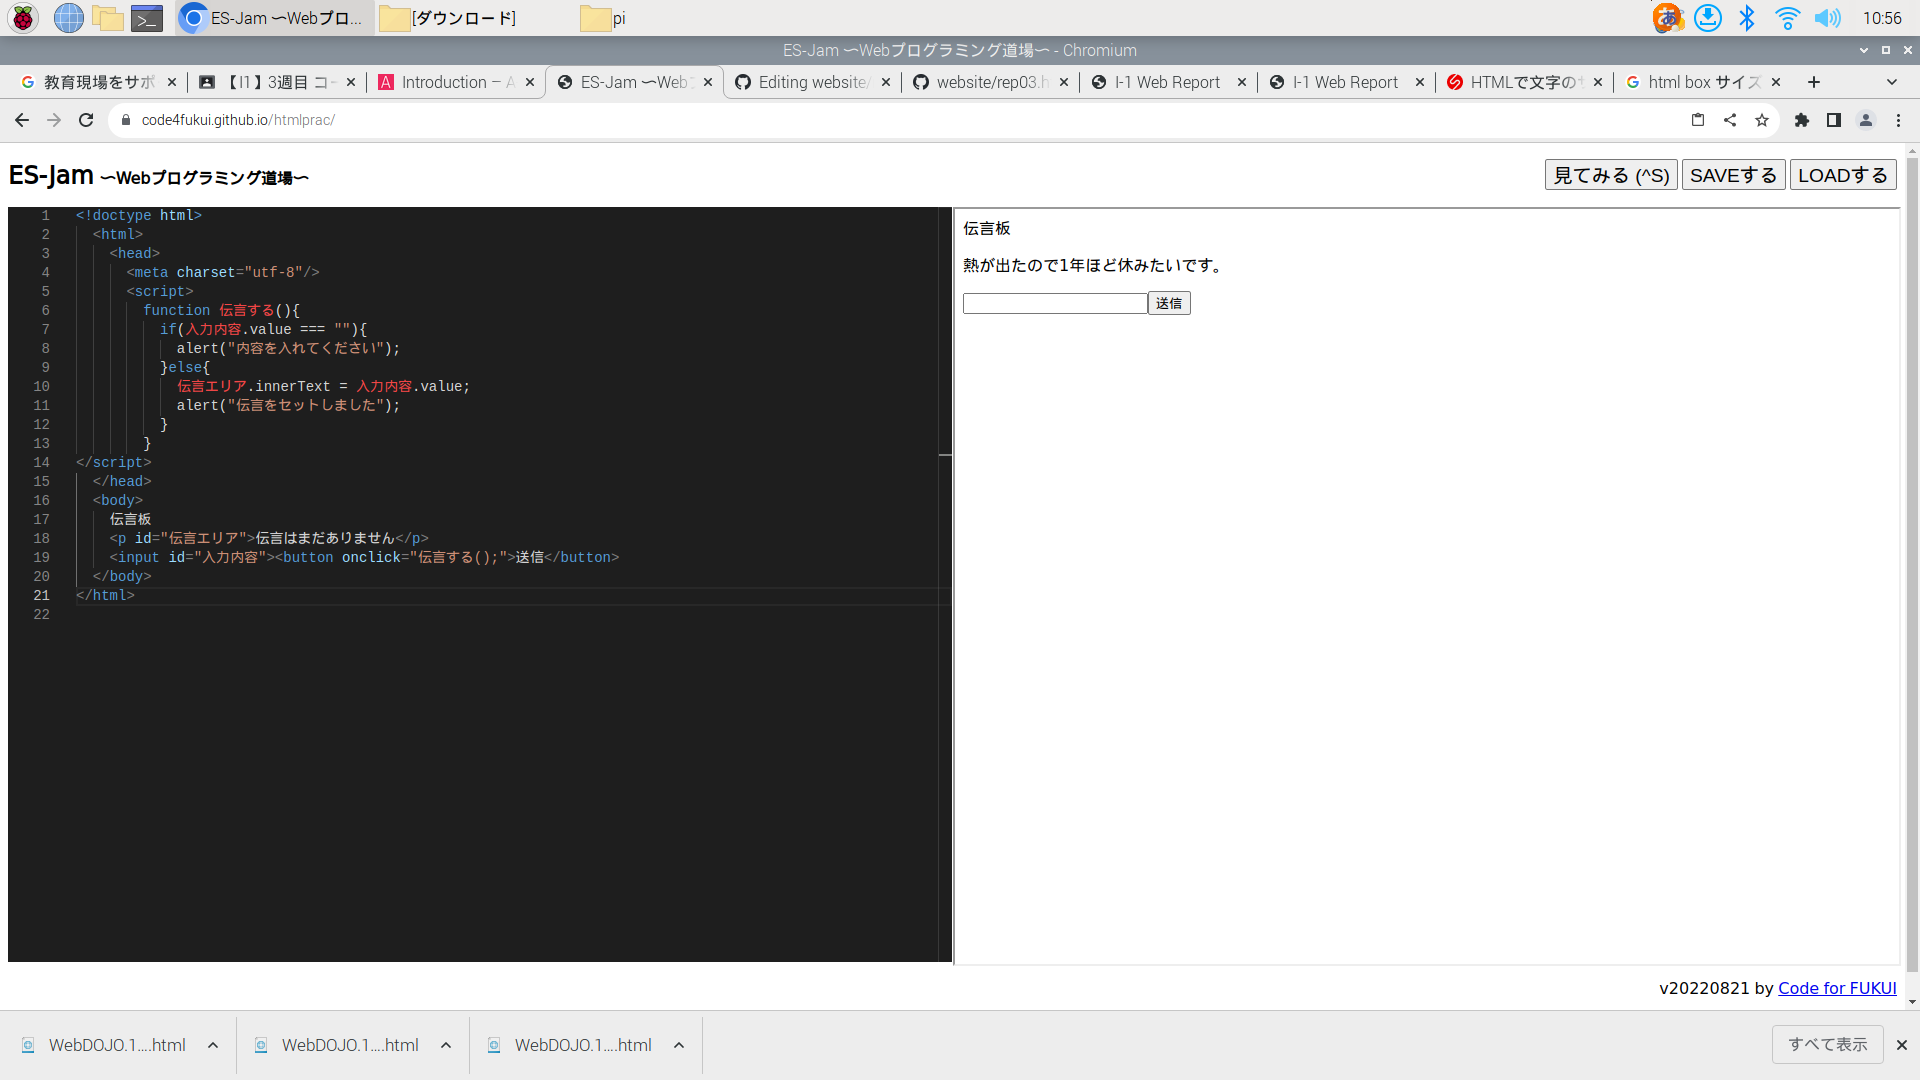 ES-Jam ～Webプロ... [ダウンロード] pi 10:56
ES-Jam ～Webプログラミング道場～ - Chromium
教育現場をサポ 【I1】3週目 コー Introduction – A ES-Jam ～Web Editing website/ website/rep03.h I-1 Web Report I-1 Web Report HTMLで文字の html box サイズ
code4fukui.github.io/htmlprac/
ES-Jam ～Webプログラミング道場～
見てみる (^S) SAVEする LOADする
1 <!doctype html>
2 <html>
3 <head>
4 <meta charset="utf-8"/>
5 <script>
6 function 伝言する(){
7 if(入力内容.value === ""){
8 alert("内容を入れてください");
9 }else{
10 伝言エリア.innerText = 入力内容.value;
11 alert("伝言をセットしました");
12 }
13 }
14 </script>
15 </head>
16 <body>
17 伝言板
18 <p id="伝言エリア">伝言はまだありません</p>
19 <input id="入力内容"><button onclick="伝言する();">送信</button>
20 </body>
21 </html>
22
伝言板
熱が出たので1年ほど休みたいです。
送信
v20220821 by Code for FUKUI
WebDOJO.1....html WebDOJO.1....html WebDOJO.1....html すべて表示